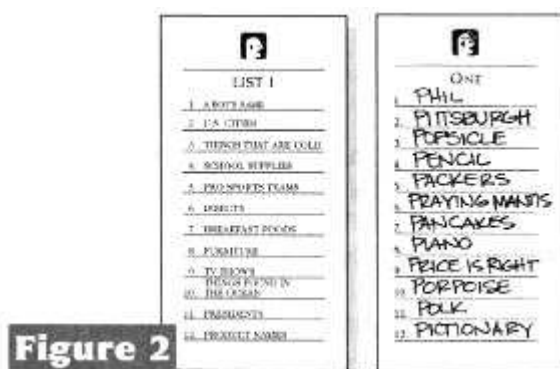 LIST 1
1. A BOY'S NAME
2. U.S. CITIES
3. THINGS THAT ARE COLD
4. SCHOOL SUPPLIES
5. PRO SPORTS TEAMS
6. INSECTS
7. BREAKFAST FOODS
8. FURNITURE
9. TV SHOWS
THINGS FOUND IN
10. THE OCEAN
11. PRESIDENTS
12. PRODUCT NAMES
ONE
1. PHIL
2. PITTSBURGH
3. POPSICLE
4. PENCIL
5. PACKERS
6. PRAYING MANTIS
7. PANCAKES
8. PIANO
9. PRICE IS RIGHT
10. PORPOISE
11. POLK
12. PICTIONARY
Figure 2